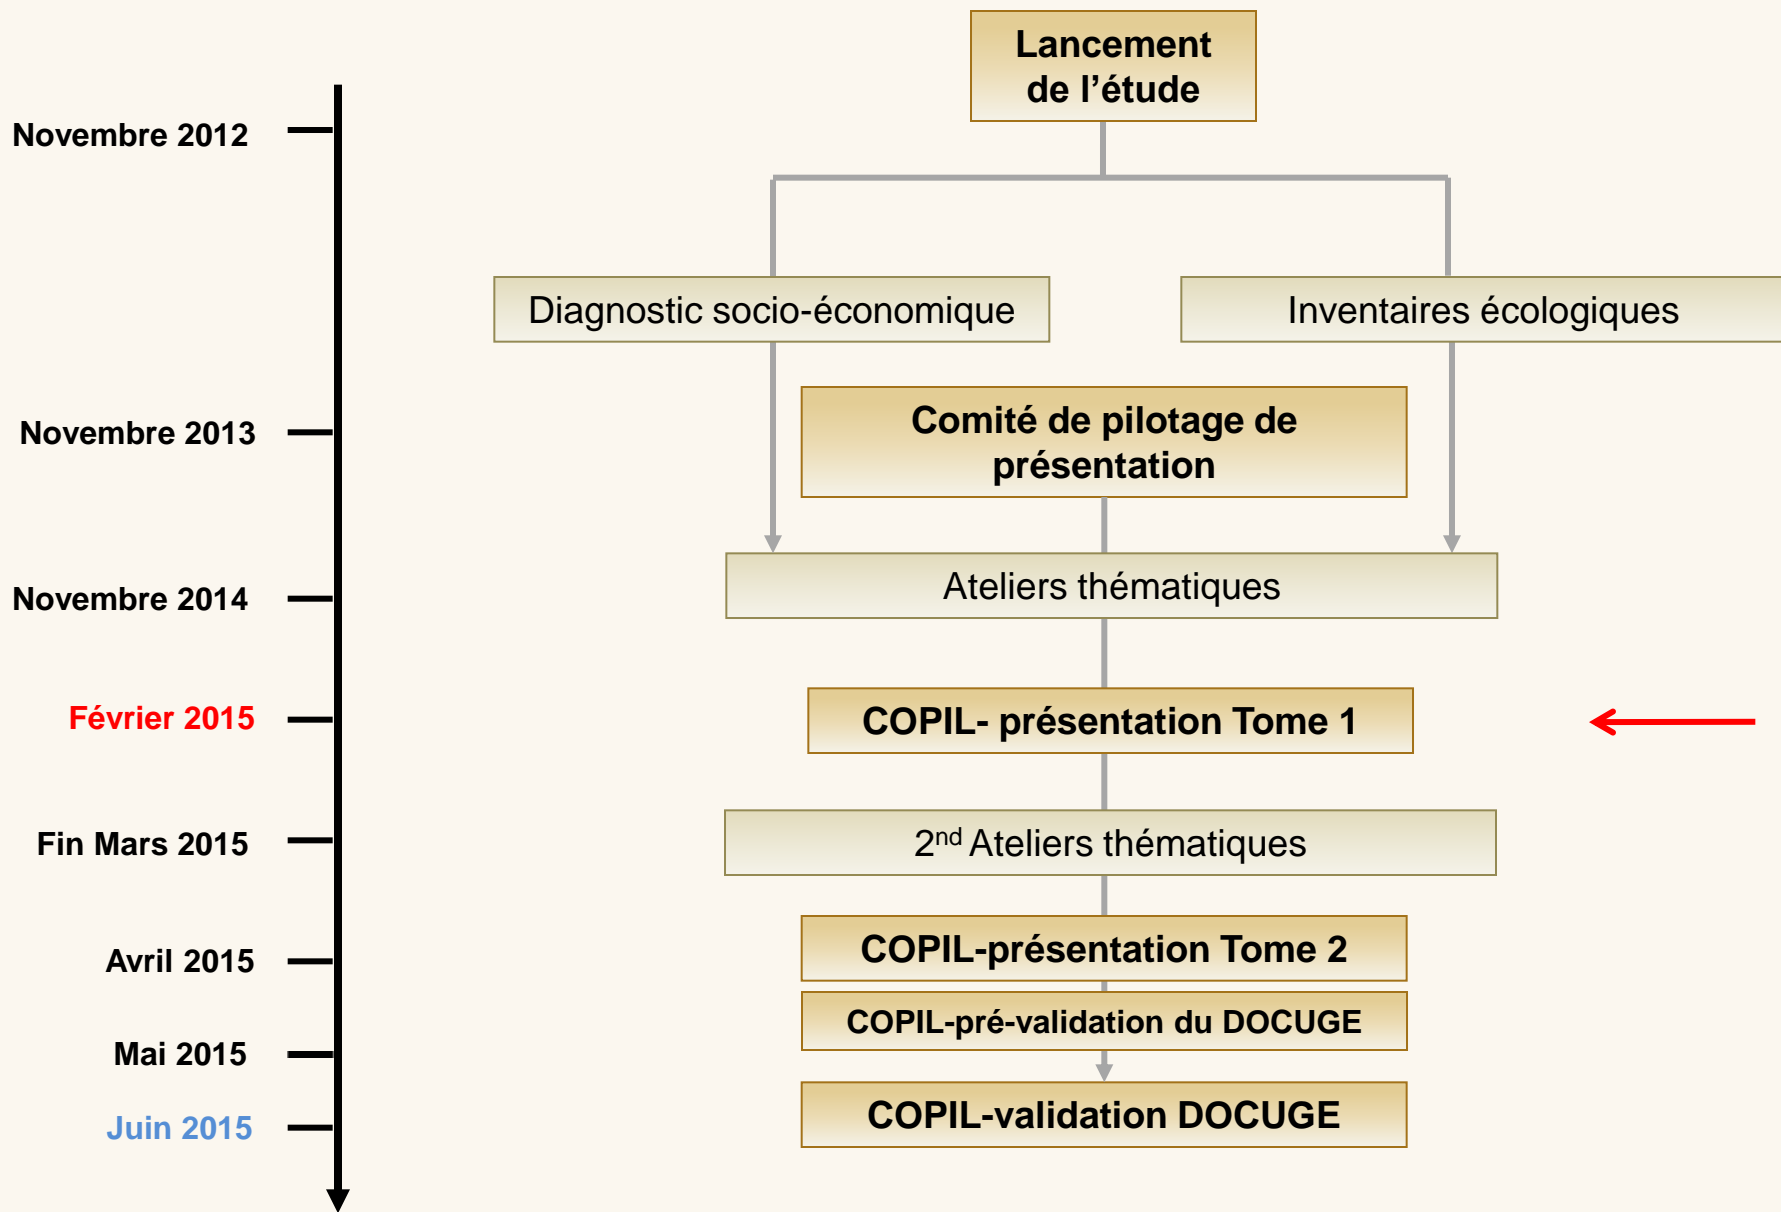 Lancement
de l’étude
Novembre 2012
Diagnostic socio-économique
Inventaires écologiques
Novembre 2013
Comité de pilotage de
présentation
Novembre 2014
Ateliers thématiques
Février 2015
COPIL- présentation Tome 1
Fin Mars 2015
2nd Ateliers thématiques
Avril 2015
COPIL-présentation Tome 2
COPIL-pré-validation du DOCUGE
Mai 2015
Juin 2015
COPIL-validation DOCUGE